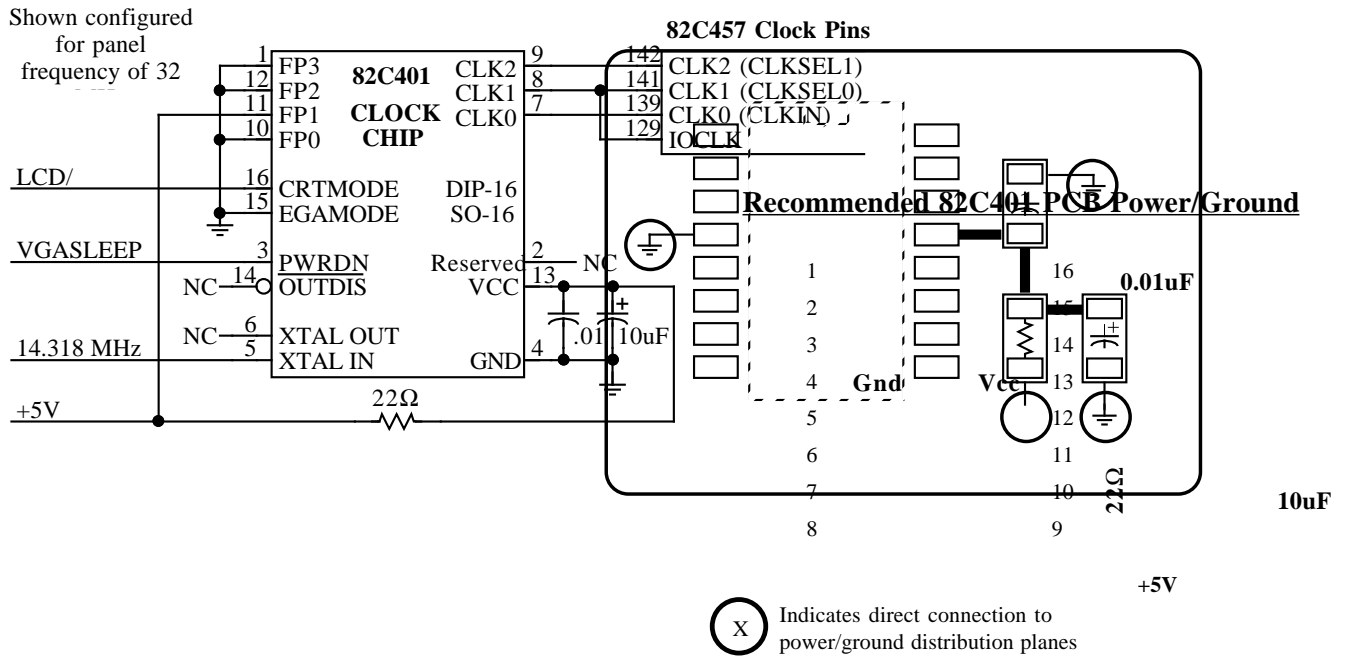 Shown configured
for panel
frequency of 32
82C457 Clock Pins
1 FP3
12 FP2
11 FP1
10 FP0
82C401
CLOCK
CHIP
CLK2 9
CLK1 8
CLK0 7
142 CLK2 (CLKSEL1)
141 CLK1 (CLKSEL0)
139 CLK0 (CLKIN)
129 IOCLK
LCD/
16 CRTMODE
15 EGAMODE
DIP-16
SO-16
Recommended 82C401 PCB Power/Ground
VGASLEEP
3 PWRDN
NC 14 OUTDIS
Reserved 2 NC
VCC 13
NC 6 XTAL OUT
14.318 MHz
5 XTAL IN
GND 4
.01
+
10uF
+5V
22Ω
1
2
3
4
5
6
7
8
Gnd
Vcc
16
15
14
13
12
11
10
9
0.01uF
+
+
22Ω
10uF
+5V
X
Indicates direct connection to
power/ground distribution planes